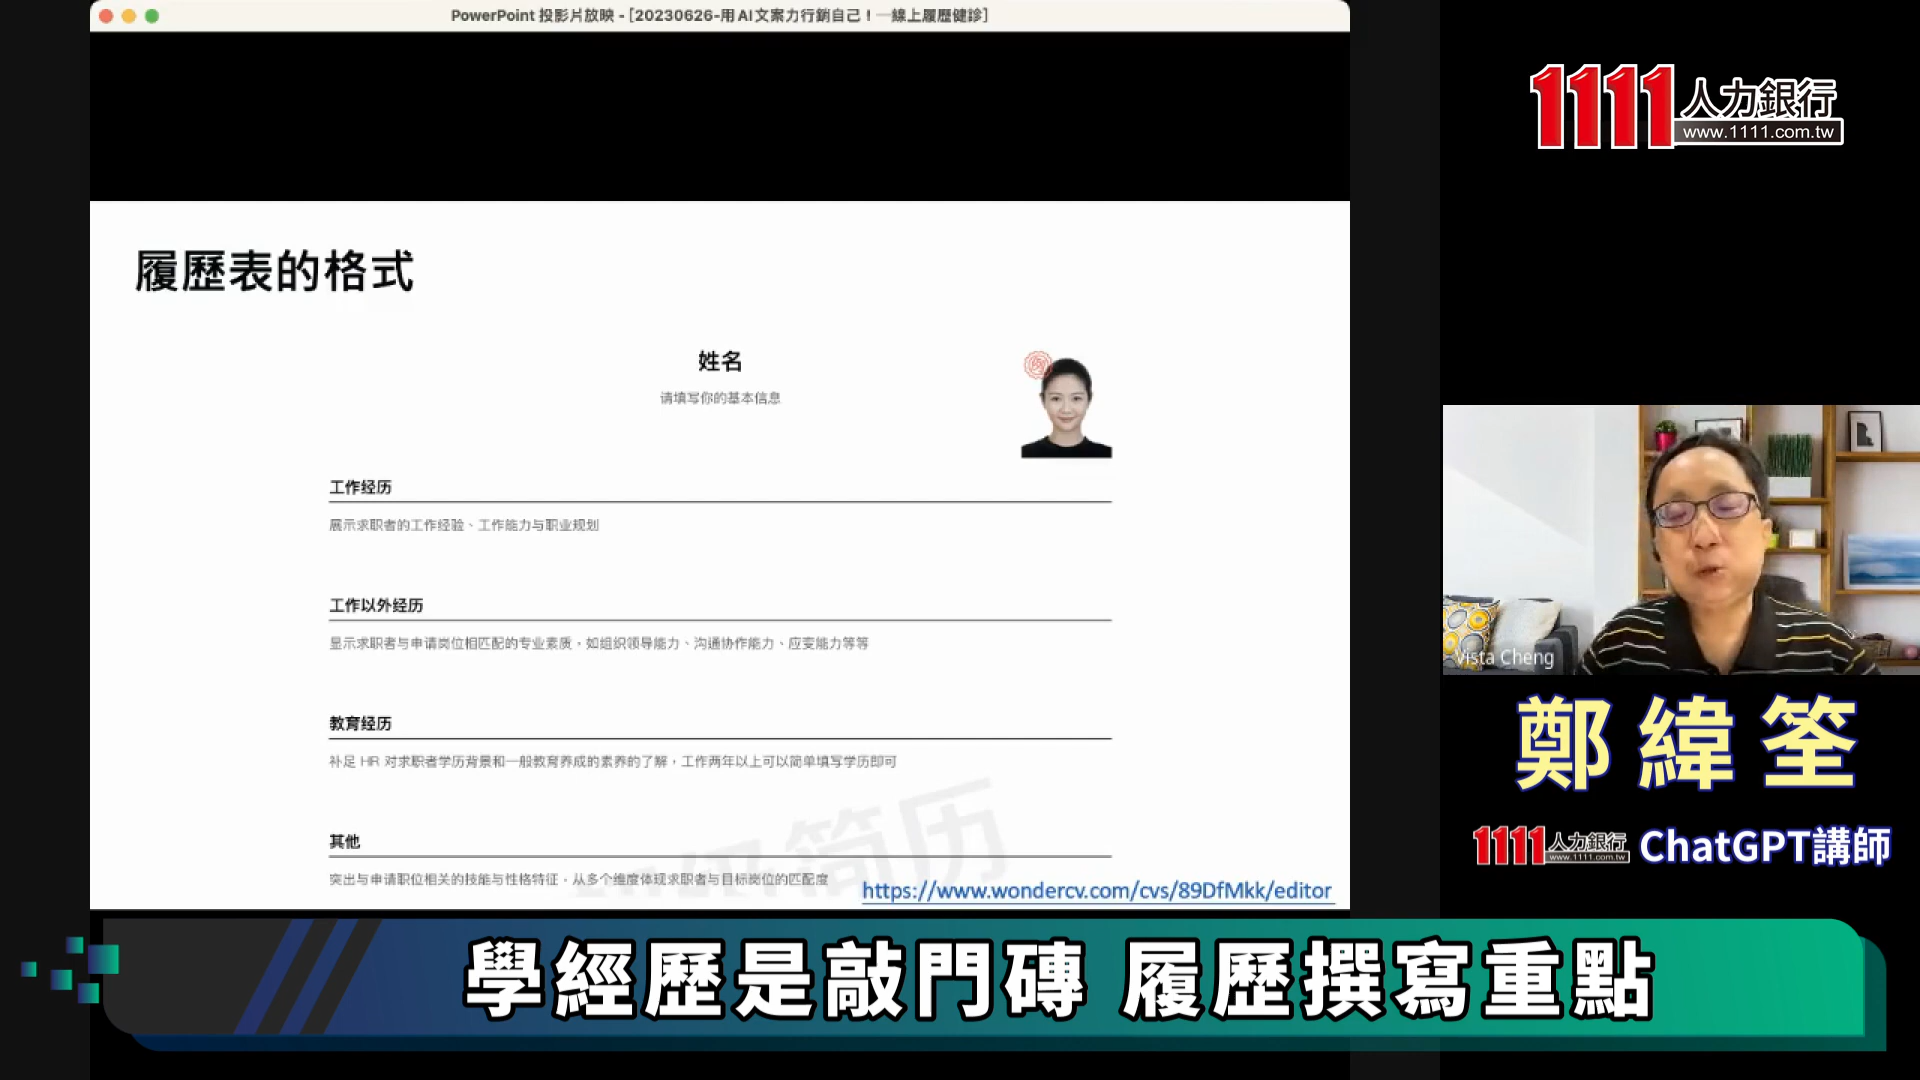 PowerPoint 投影片放映 - [20230626-用AI文案力行銷自己！─線上履歷健診]
1111人力銀行
www.1111.com.tw
履歷表的格式
姓名
请填写你的基本信息
工作经历
展示求职者的工作经验、工作能力与职业规划
工作以外经历
显示求职者与申请岗位相匹配的专业素质，如组织领导能力、沟通协作能力、应变能力等等
教育经历
补足 HR 对求职者学历背景和一般教育养成的素养的了解，工作两年以上可以简单填写学历即可
其他
突出与申请职位相关的技能与性格特征，从多个维度体现求职者与目标岗位的匹配度
简历
https://www.wondercv.com/cvs/89DfMkk/editor
Vista Cheng
鄭緯筌
1111人力銀行 ChatGPT講師
www.1111.com.tw
學經歷是敲門磚 履歷撰寫重點